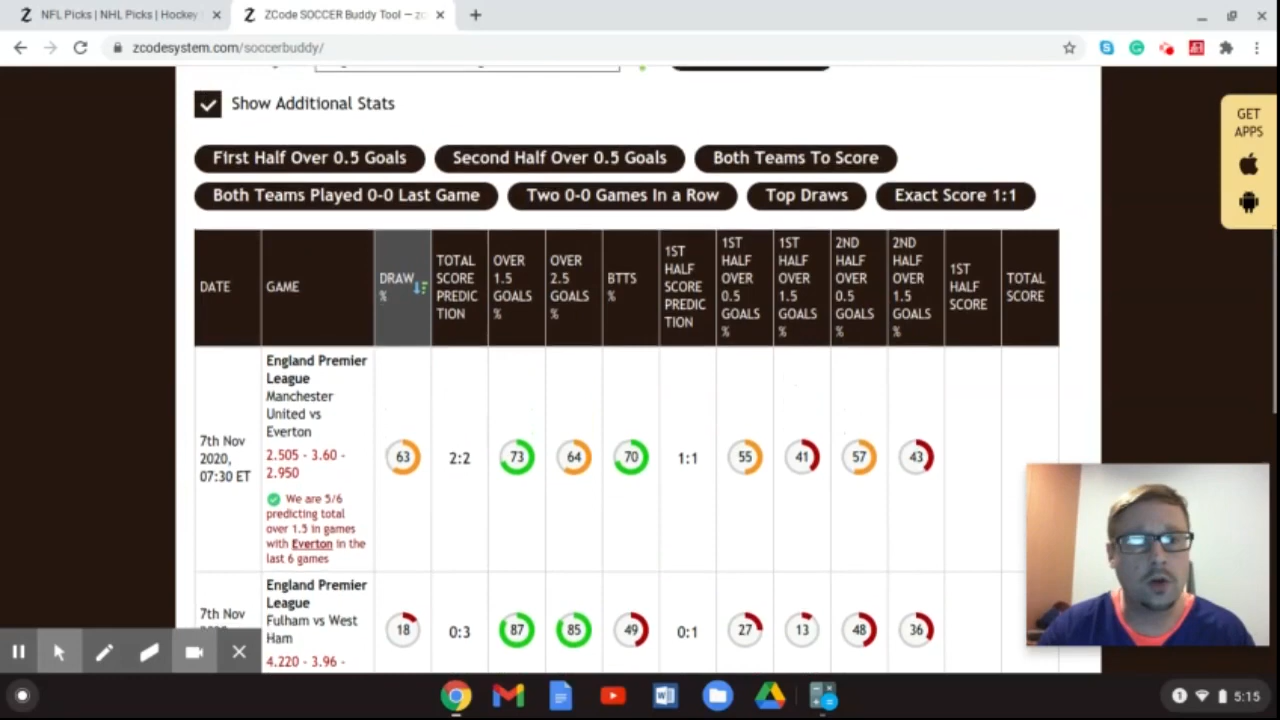 NFL Picks | NHL Picks | Hockey
ZCode SOCCER Buddy Tool — zc
zcodesystem.com/soccerbuddy/
Show Additional Stats
GET
APPS
First Half Over 0.5 Goals
Second Half Over 0.5 Goals
Both Teams To Score
Both Teams Played 0-0 Last Game
Two 0-0 Games In a Row
Top Draws
Exact Score 1:1
DATE
GAME
DRAW
%
TOTAL
SCORE
PREDIC
TION
OVER
1.5
GOALS
%
OVER
2.5
GOALS
%
BTTS
%
1ST
HALF
SCORE
PREDIC
TION
1ST
HALF
OVER
0.5
GOALS
%
1ST
HALF
OVER
1.5
GOALS
%
2ND
HALF
OVER
0.5
GOALS
%
2ND
HALF
OVER
1.5
GOALS
%
1ST
HALF
SCORE
TOTAL
SCORE
7th Nov
2020,
07:30 ET
England Premier
League
Manchester
United vs
Everton
2.505 - 3.60 -
2.950
We are 5/6
predicting total
over 1.5 in games
with Everton in the
last 6 games
63
2:2
73
64
70
1:1
55
41
57
43
7th Nov
England Premier
League
Fulham vs West
Ham
4.220 - 3.96 -
18
0:3
87
85
49
0:1
27
13
48
36
1
5:15